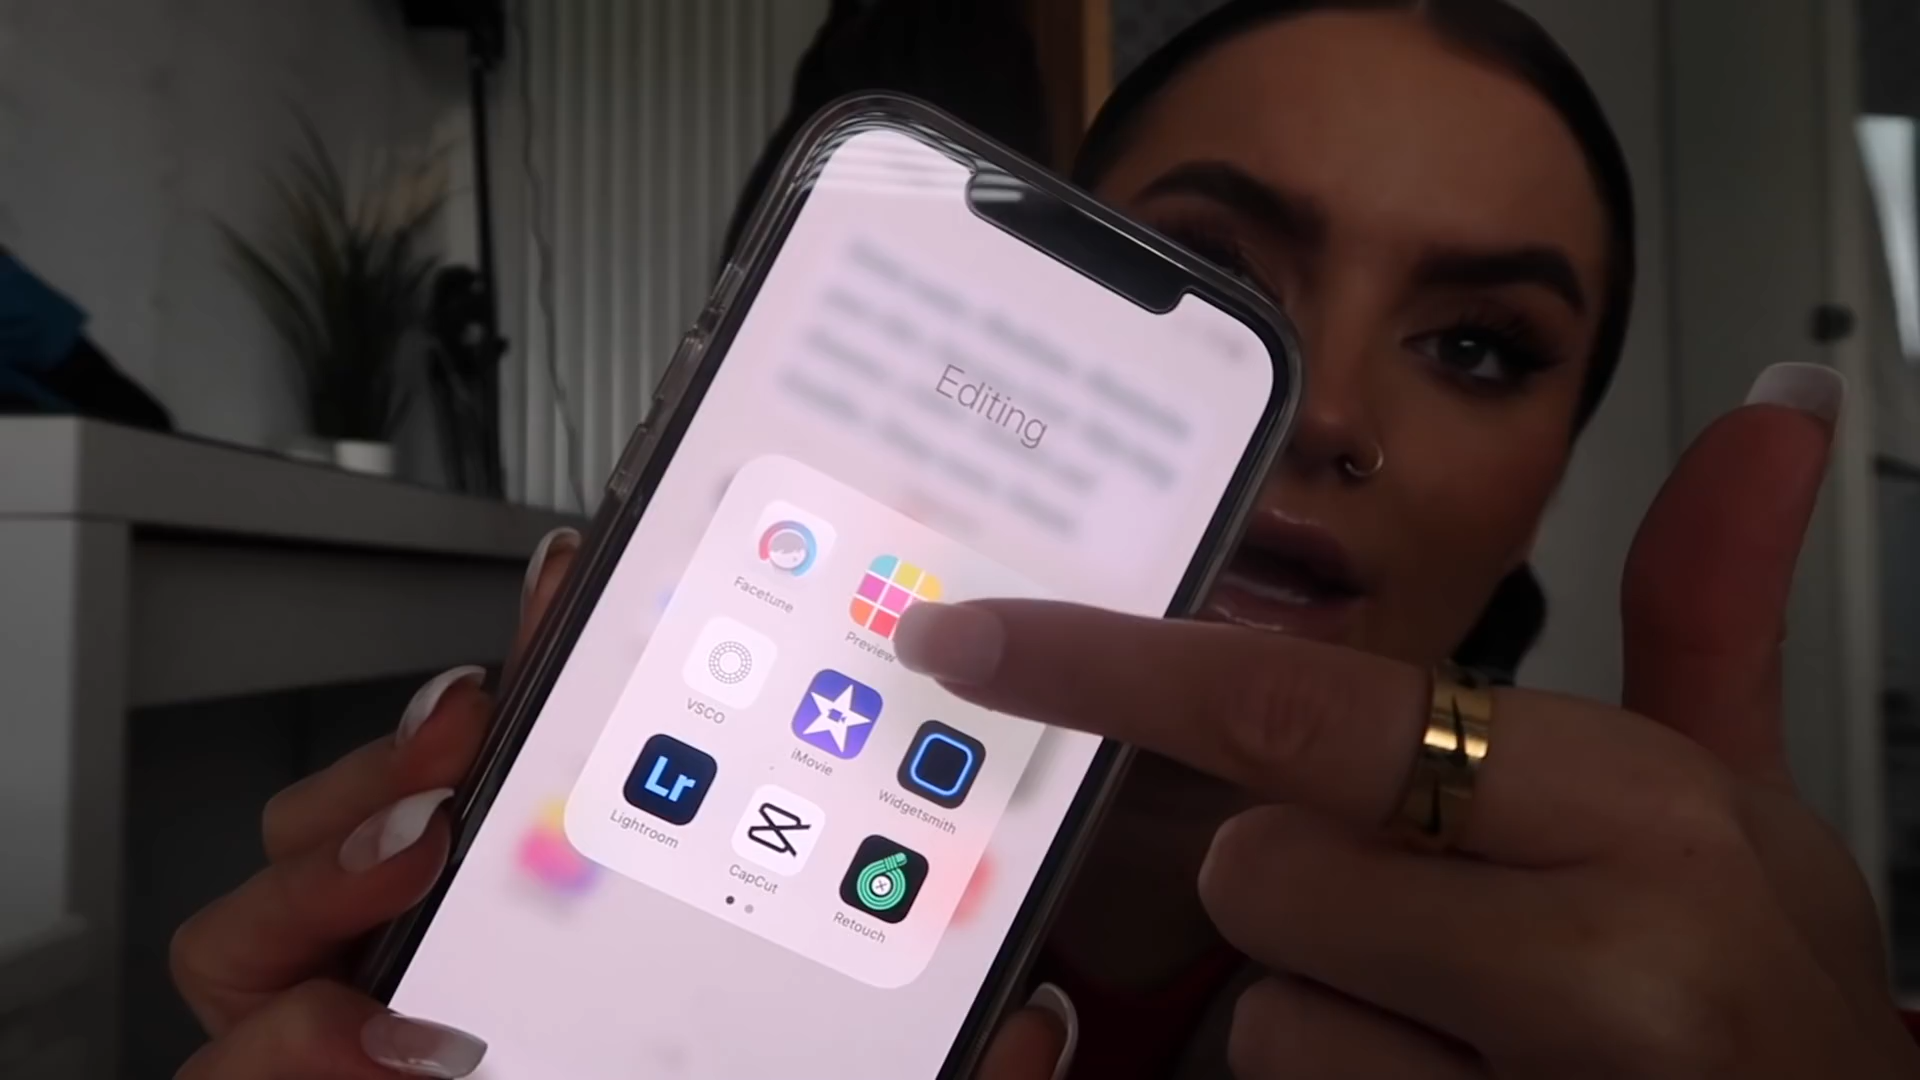 Editing
Facetune
Preview
VSCO
iMovie
Widgetsmith
Lr
Lightroom
CapCut
Retouch